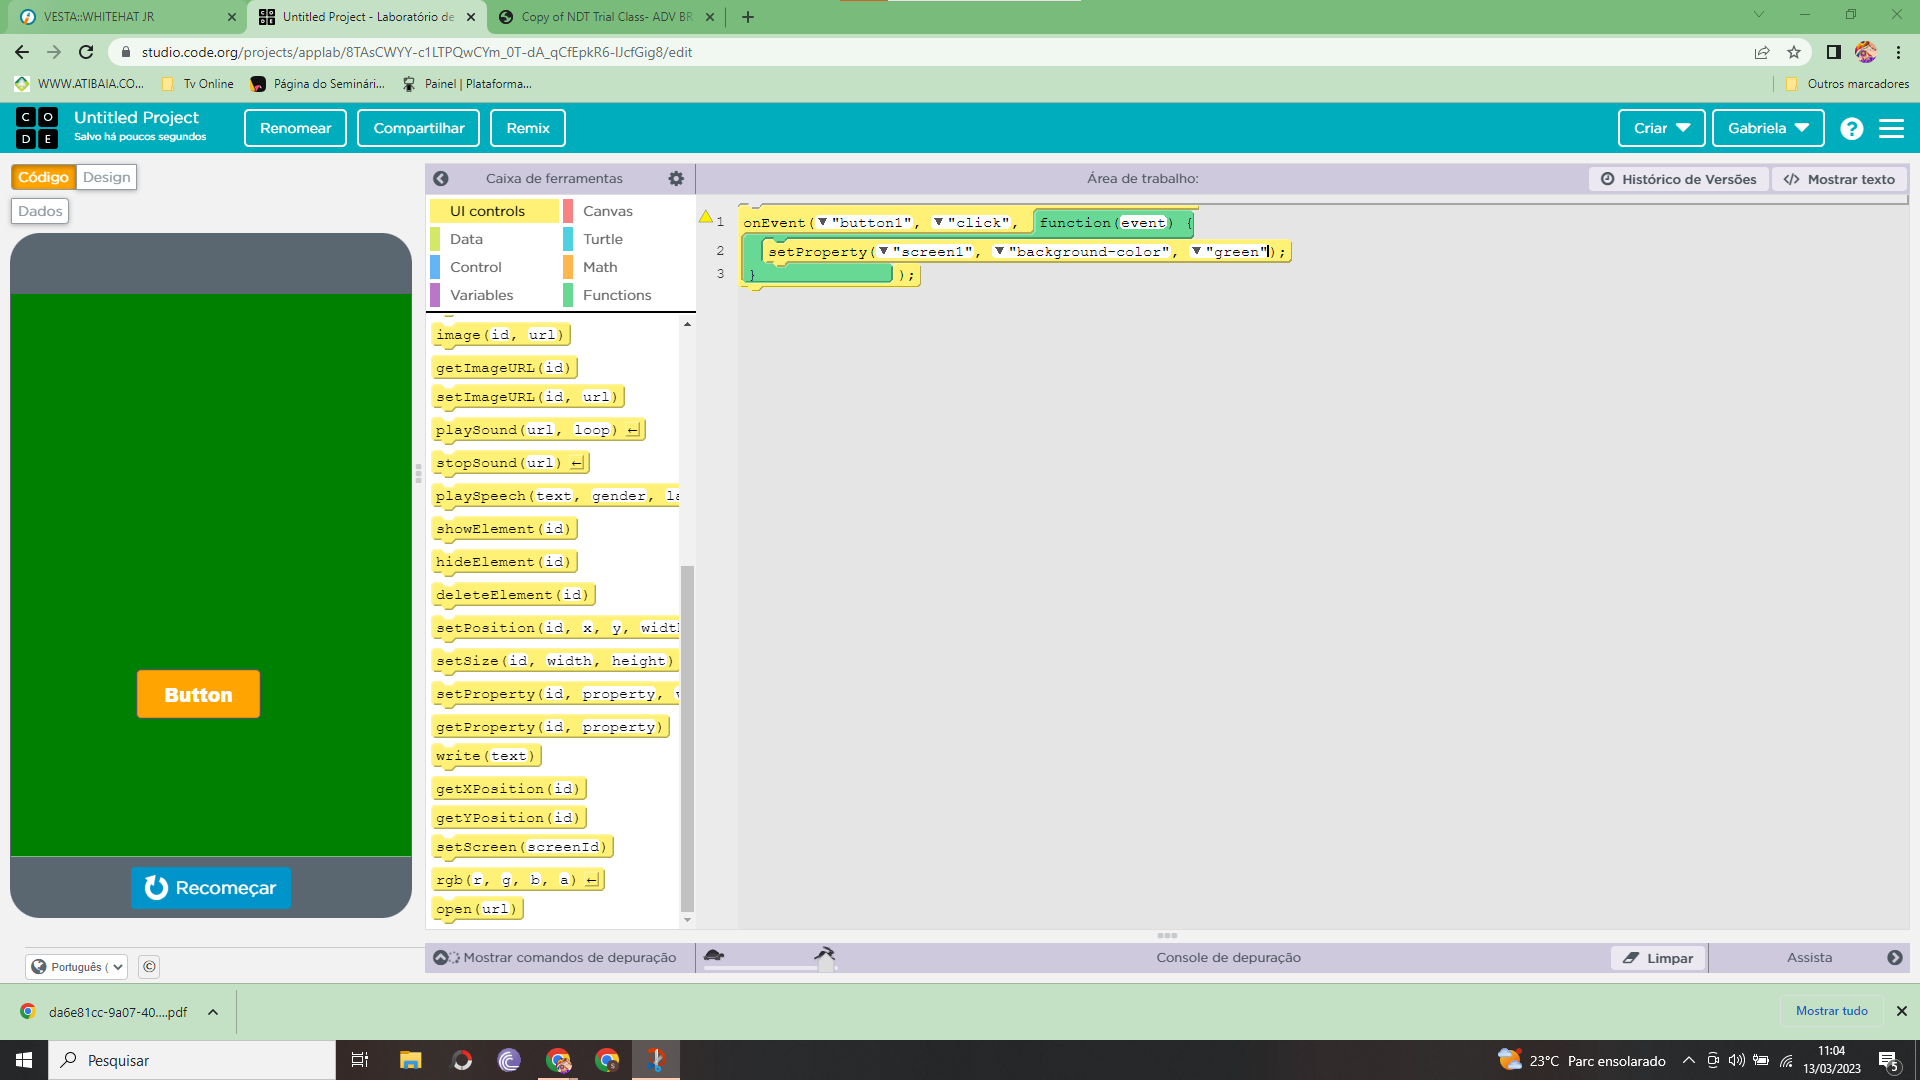 VESTA::WHITEHAT JR
Untitled Project - Laboratório de
Copy of NDT Trial Class- ADV BR
studio.code.org/projects/applab/8TAsCWYY-c1LTPQwCYm_0T-dA_qCfEpkR6-IJcfGig8/edit
WWW.ATIBAIA.CO...
Tv Online
Página do Seminári...
Painel | Plataforma...
Outros marcadores
CODE
Untitled Project
Salvo há poucos segundos
Renomear
Compartilhar
Remix
Criar
Gabriela
?
Código
Design
Dados
Caixa de ferramentas
Área de trabalho:
Histórico de Versões
</> Mostrar texto
UI controls
Canvas
Data
Turtle
Control
Math
Variables
Functions
1 onEvent("button1", "click", function(event) {
2 setProperty("screen1", "background-color", "green");
3 } );
image(id, url)
getImageURL(id)
setImageURL(id, url)
playSound(url, loop)
stopSound(url)
playSpeech(text, gender, la
showElement(id)
hideElement(id)
deleteElement(id)
setPosition(id, x, y, width
setSize(id, width, height)
setProperty(id, property, v
getProperty(id, property)
write(text)
getXPosition(id)
getYPosition(id)
setScreen(screenId)
rgb(r, g, b, a)
open(url)
Button
Recomeçar
Português (
©
Mostrar comandos de depuração
Console de depuração
Limpar
Assista
da6e81cc-9a07-40....pdf
Mostrar tudo
Pesquisar
23°C Parc ensolarado
11:04
13/03/2023
5